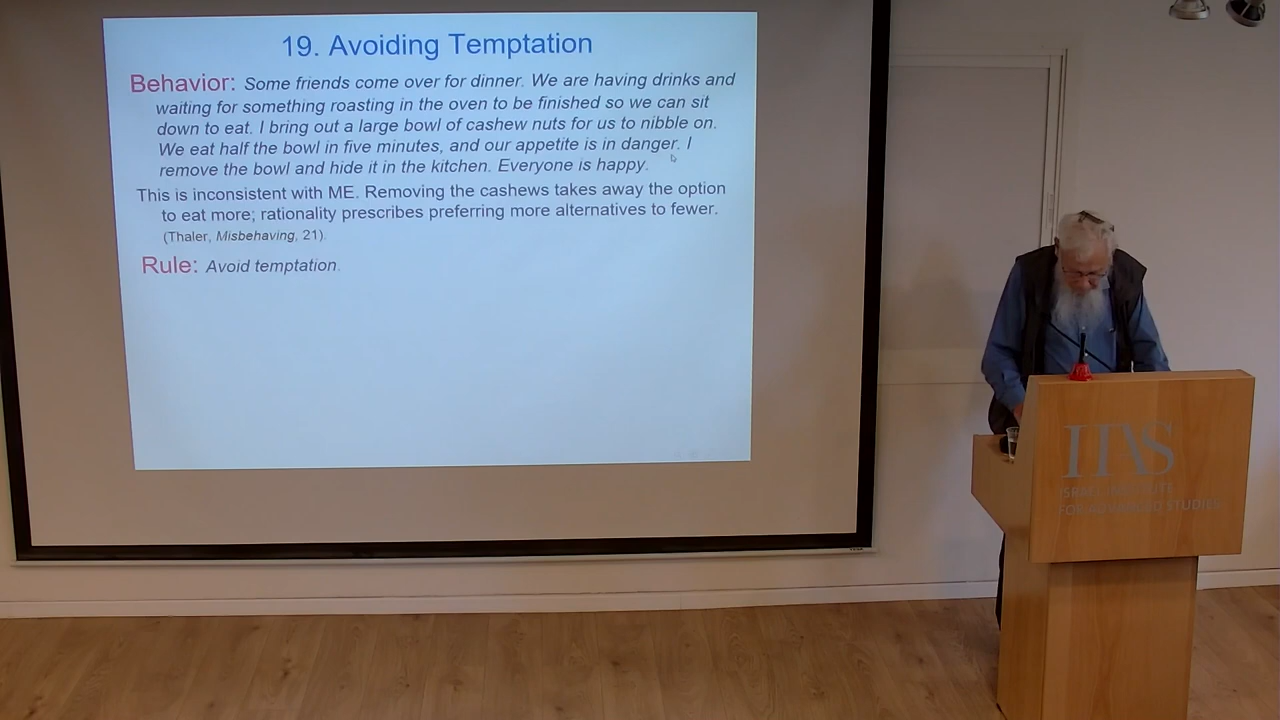 19. Avoiding Temptation
Behavior: Some friends come over for dinner. We are having drinks and
waiting for something roasting in the oven to be finished so we can sit
down to eat. I bring out a large bowl of cashew nuts for us to nibble on.
We eat half the bowl in five minutes, and our appetite is in danger. I
remove the bowl and hide it in the kitchen. Everyone is happy.
This is inconsistent with ME. Removing the cashews takes away the option
to eat more; rationality prescribes preferring more alternatives to fewer.
(Thaler, Misbehaving, 21).
Rule: Avoid temptation.
IIAS
ISRAEL INSTITUTE
FOR ADVANCED STUDIES